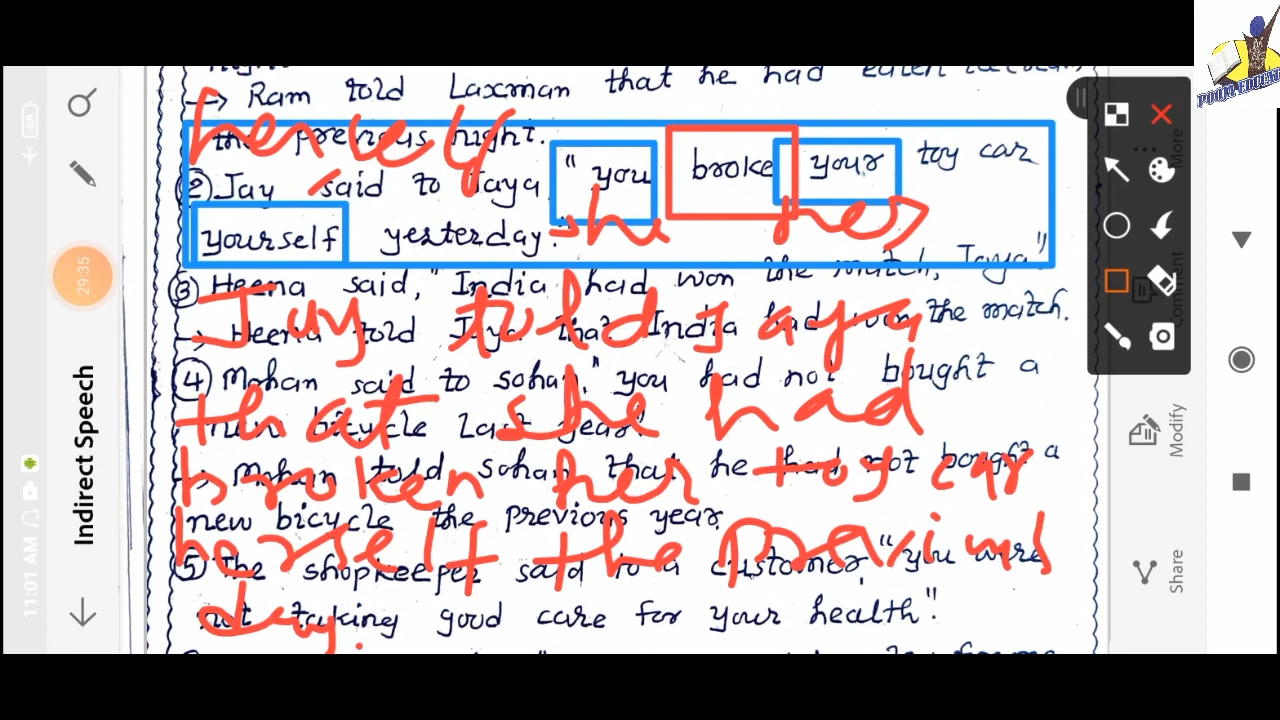 → Ram told Laxman that he had eaten
the previous night.
herself
② Jay said to Jaya "you broke your toy car
she her
yourself yesterday."
③ Heena said, "India had won the match, Jaya"
→ Heena told Jaya that India had won the match.
④ Mohan said to sohan, "you had not bought a
new bicycle last year."
→ Mohan told sohan that he had not bought a
new bicycle the previous year.
⑤ The shopkeeper said to a customer, "you were
not taking good care for your health".
Jay told Jaya
that she had
broken her toy car
herself the previous
day.
Indirect Speech
11:01 AM
29:35
More
Comment
Modify
Share
POOJA EDUCATI